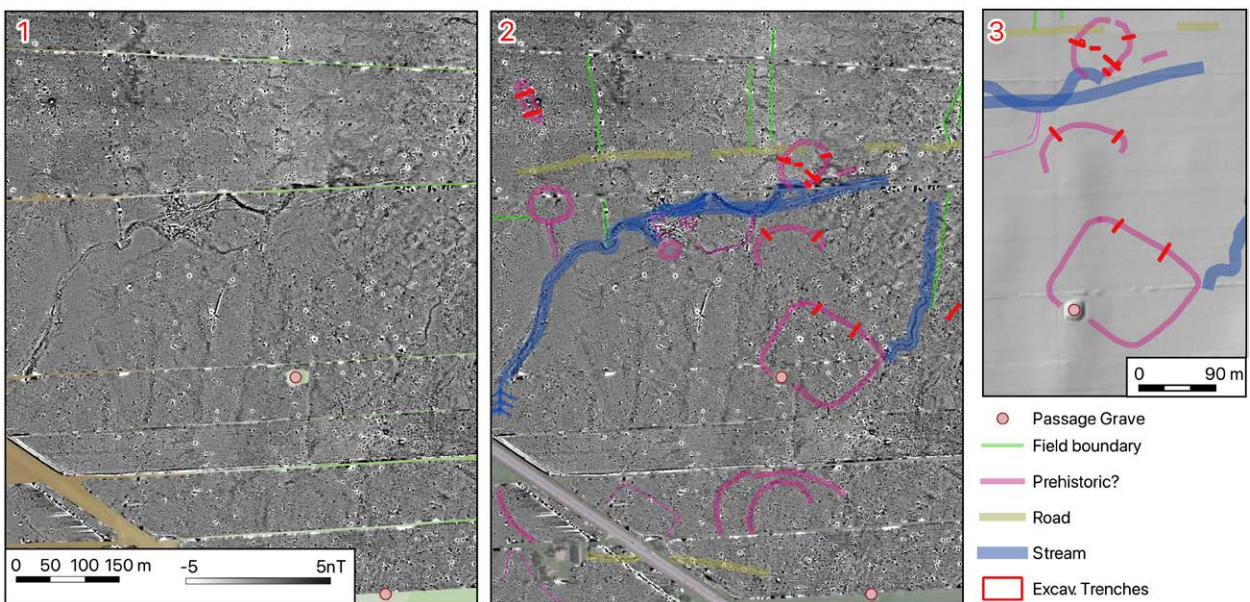 1
2
3
0 50 100 150 m
-5 5nT
0 90 m
Passage Grave
Field boundary
Prehistoric?
Road
Stream
Excav. Trenches